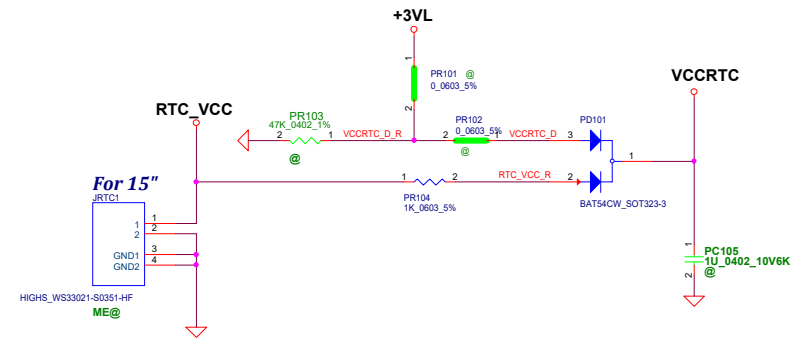 +3VL
1
PR101 @
0_0603_5%
2
VCCRTC
RTC_VCC
PR103
47K_0402_1%
2
1
VCCRTC_D_R
@
PR102
0_0603_5%
2
1
VCCRTC_D
@
PD101
3
1
2
BAT54CW_SOT323-3
For 15"
JRTC1
1
2
RTC_VCC_R
PR104
1K_0603_5%
1 1
2 2
GND1 3
GND2 4
HIGHS_WS33021-S0351-HF
ME@
1
PC105
1U_0402_10V6K
@
2